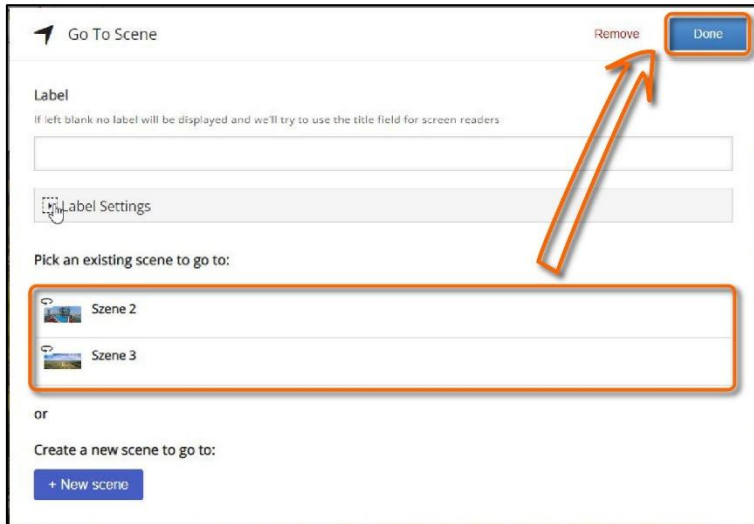 Go To Scene
Remove
Done
Label
If left blank no label will be displayed and we'll try to use the title field for screen readers
Label Settings
Pick an existing scene to go to:
Szene 2
Szene 3
or
Create a new scene to go to:
+ New scene